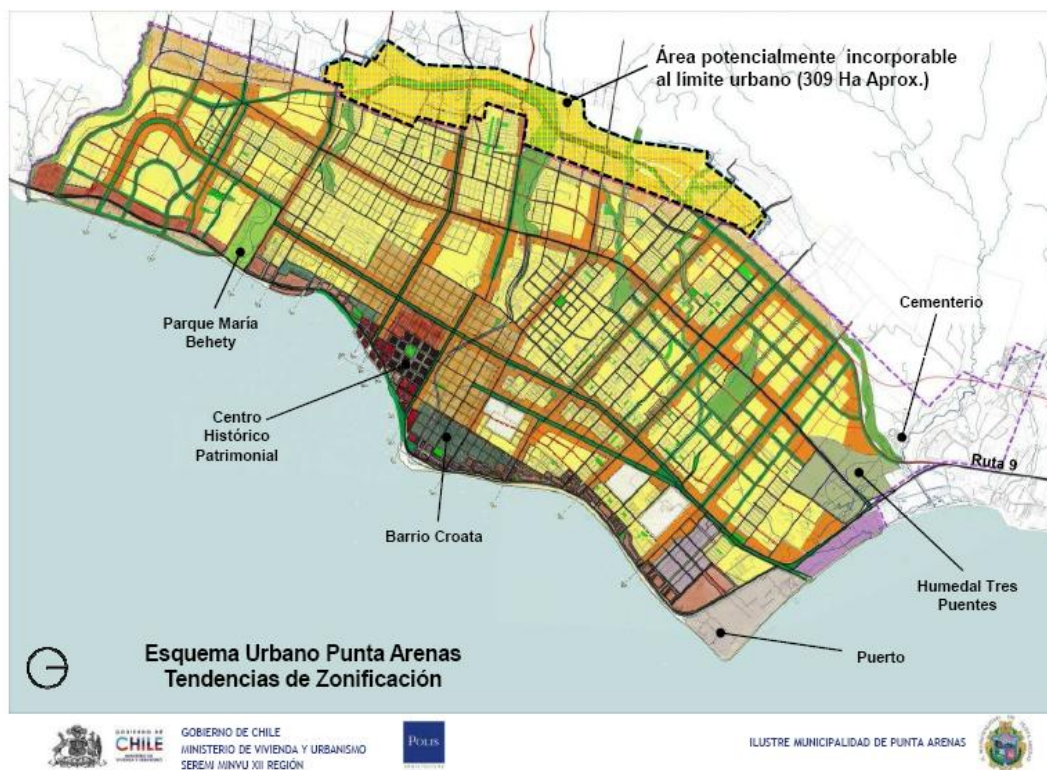 Área potencialmente incorporable
al límite urbano (309 Ha Aprox.)
Cementerio
Parque María
Behety
Ruta 9
Centro
Histórico
Patrimonial
Barrio Croata
Humedal Tres
Puentes
Puerto
Esquema Urbano Punta Arenas
Tendencias de Zonificación
GOBIERNO DE
CHILE
GOBIERNO DE CHILE
MINISTERIO DE VIVIENDA Y URBANISMO
SEREMI MINVU XII REGIÓN
POLIS
ILUSTRE MUNICIPALIDAD DE PUNTA ARENAS